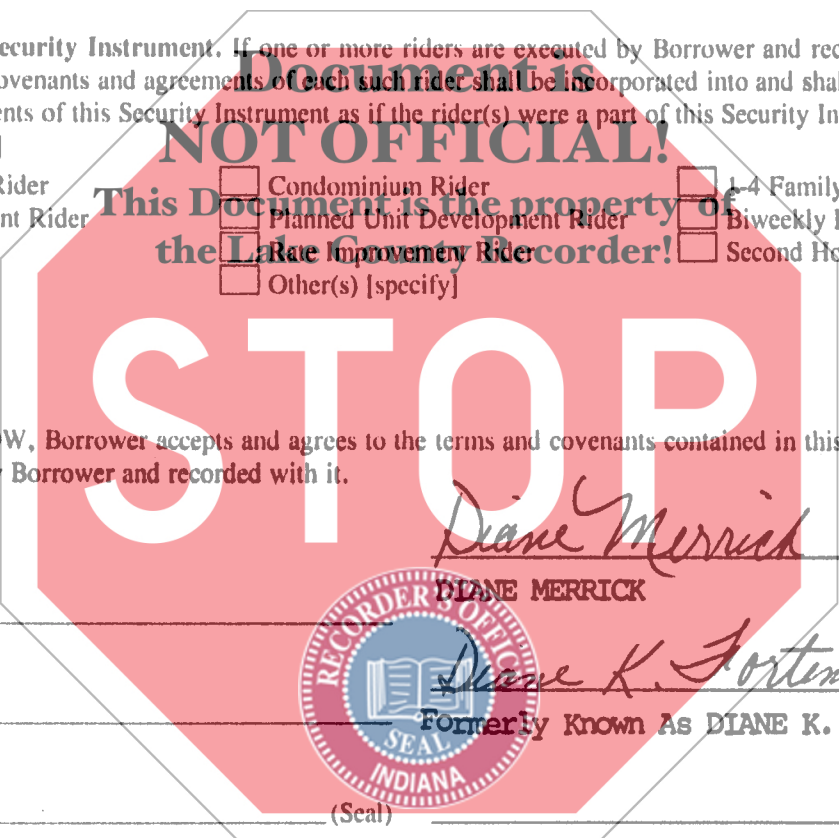 ecurity Instrument. If one or more riders are executed by Borrower and rec
ovenants and agreements of each such rider shall be incorporated into and shal
ents of this Security Instrument as if the rider(s) were a part of this Security In
]
Document is
NOT OFFICIAL!
This Document is the property of
the Lake County Recorder!
Rider Condominium Rider 1-4 Family
nt Rider Planned Unit Development Rider Biweekly
Rate Improvement Rider Second Ho
Other(s) [specify]
STOP
OW, Borrower accepts and agrees to the terms and covenants contained in this
y Borrower and recorded with it.
Diane Merrick
DIANE MERRICK
Diane K. Forten
Formerly Known As DIANE K.
RECORDER'S OFFICE
SEAL
INDIANA
(Seal)